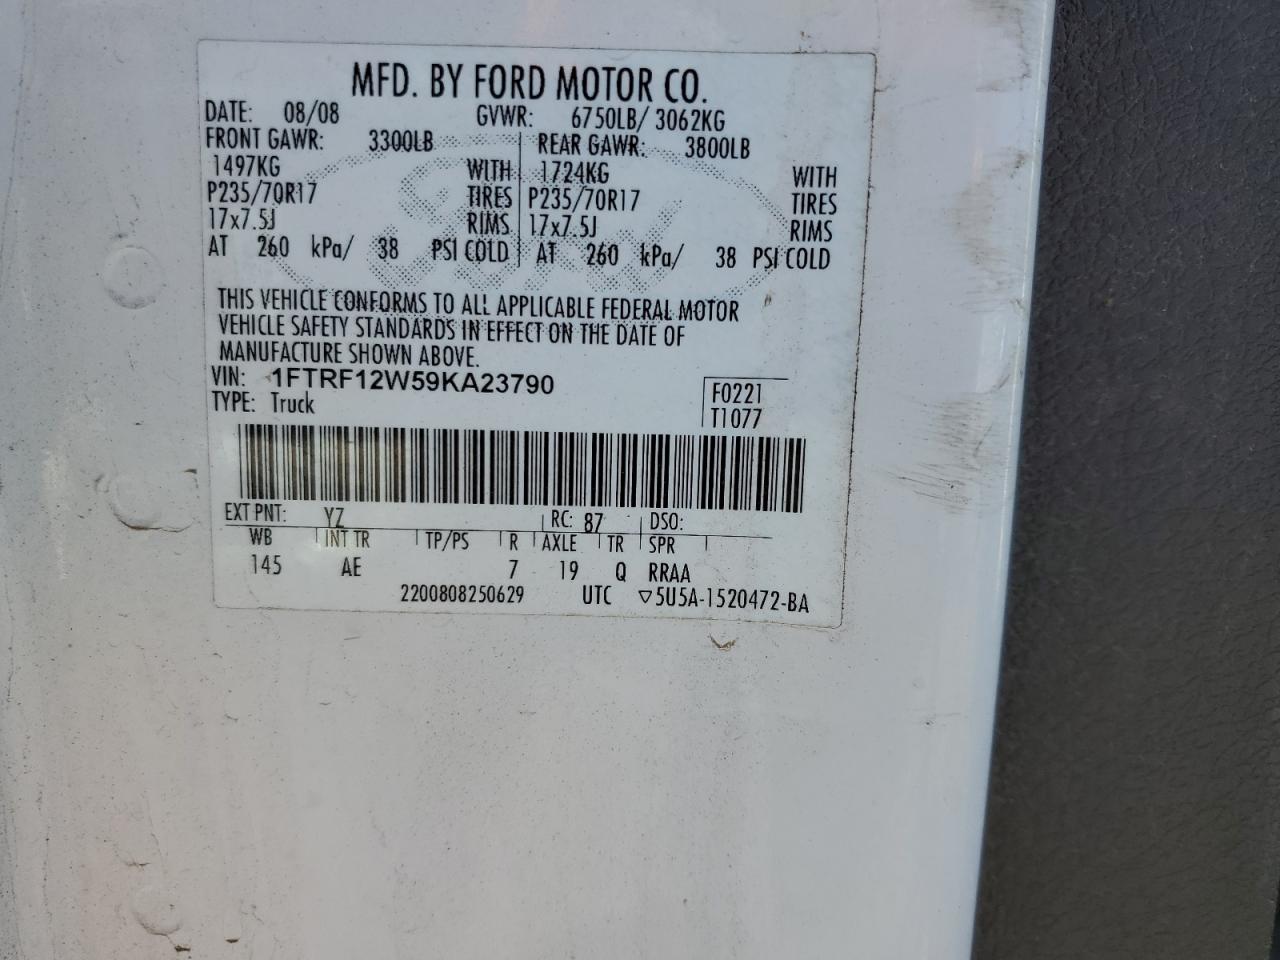 MFD. BY FORD MOTOR CO.
DATE: 08/08 GVWR: 6750LB/ 3062KG
FRONT GAWR: 3300LB REAR GAWR: 3800LB
1497KG WITH 1724KG WITH
P235/70R17 TIRES P235/70R17 TIRES
17x7.5J RIMS 17x7.5J RIMS
AT 260 kPa/ 38 PSI COLD AT 260 kPa/ 38 PSI COLD
THIS VEHICLE CONFORMS TO ALL APPLICABLE FEDERAL MOTOR
VEHICLE SAFETY STANDARDS IN EFFECT ON THE DATE OF
MANUFACTURE SHOWN ABOVE.
VIN: 1FTRF12W59KA23790 F0221
TYPE: Truck T1077
EXT PNT: YZ RC: 87 DSO:
WB INT TR TP/PS R AXLE TR SPR
145 AE 7 19 Q RRAA
2200808250629 UTC ▽5U5A-1520472-BA